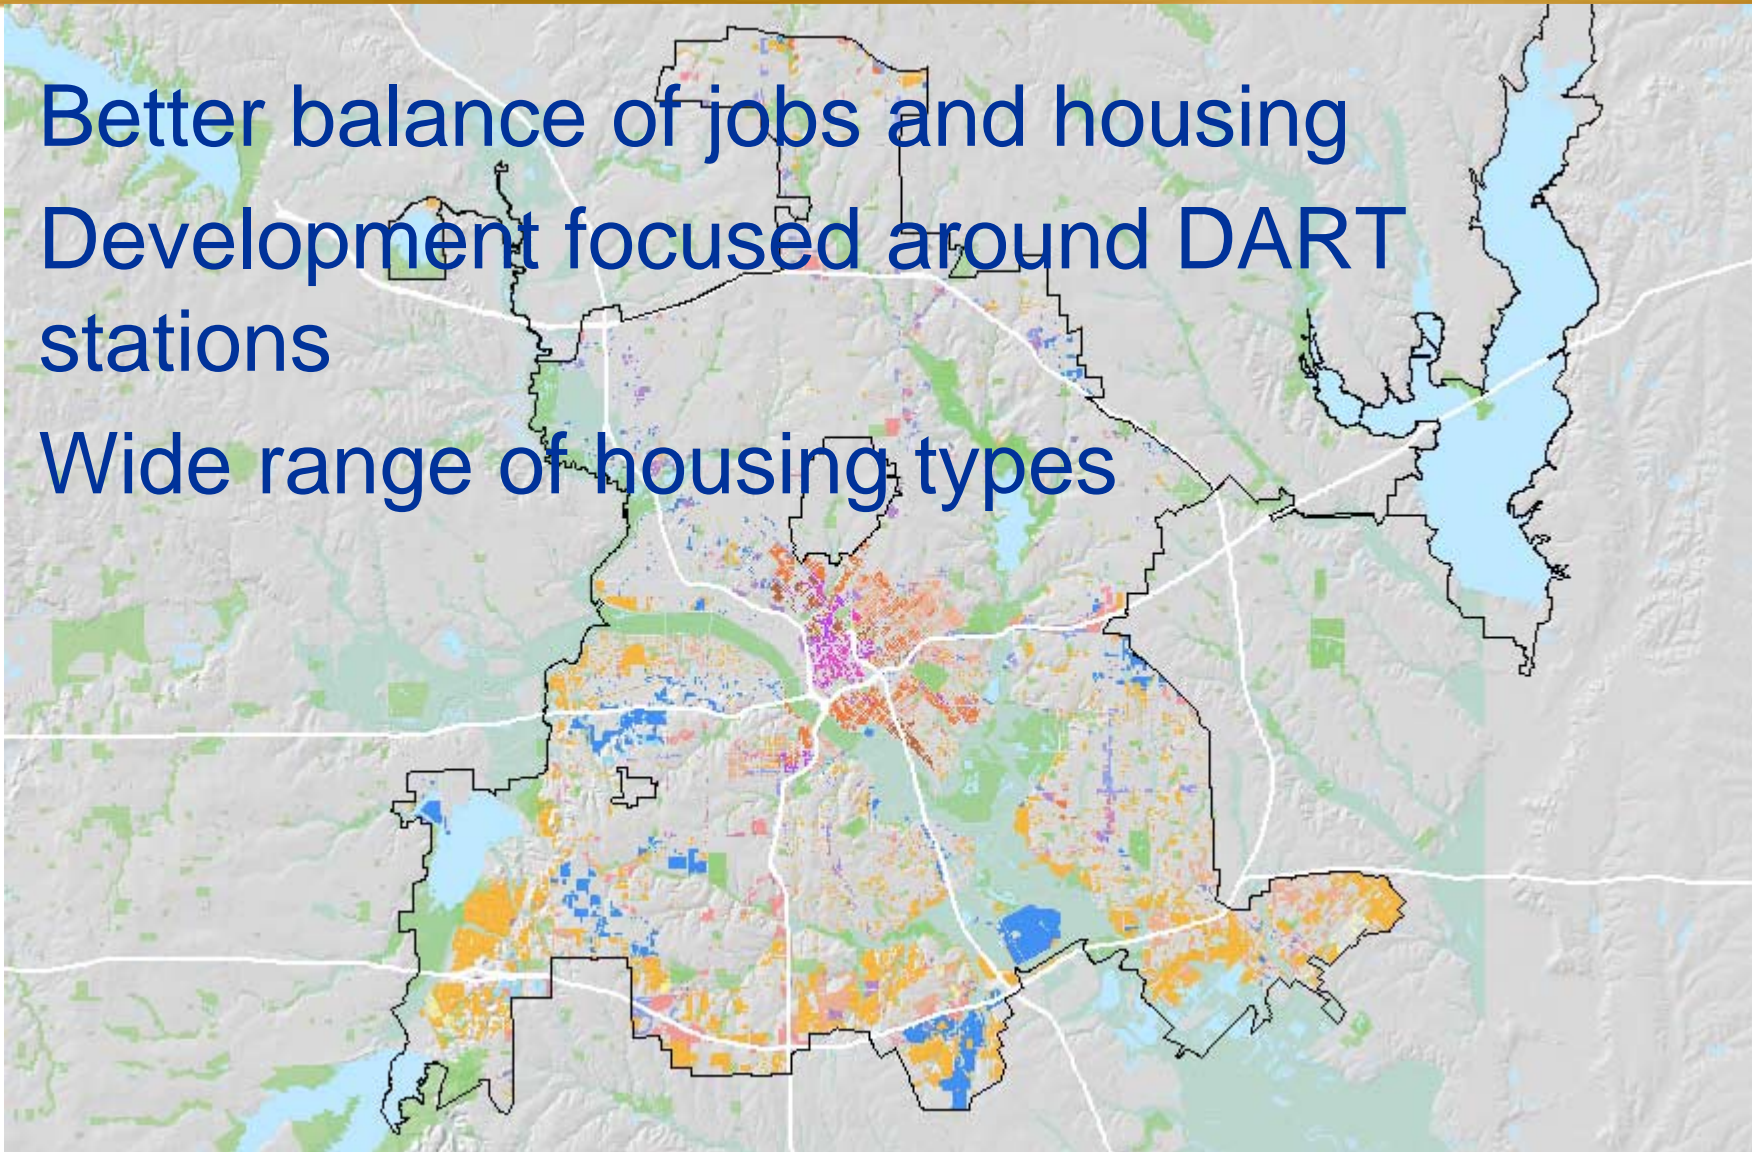 Better balance of jobs and housing
Development focused around DART
stations
Wide range of housing types